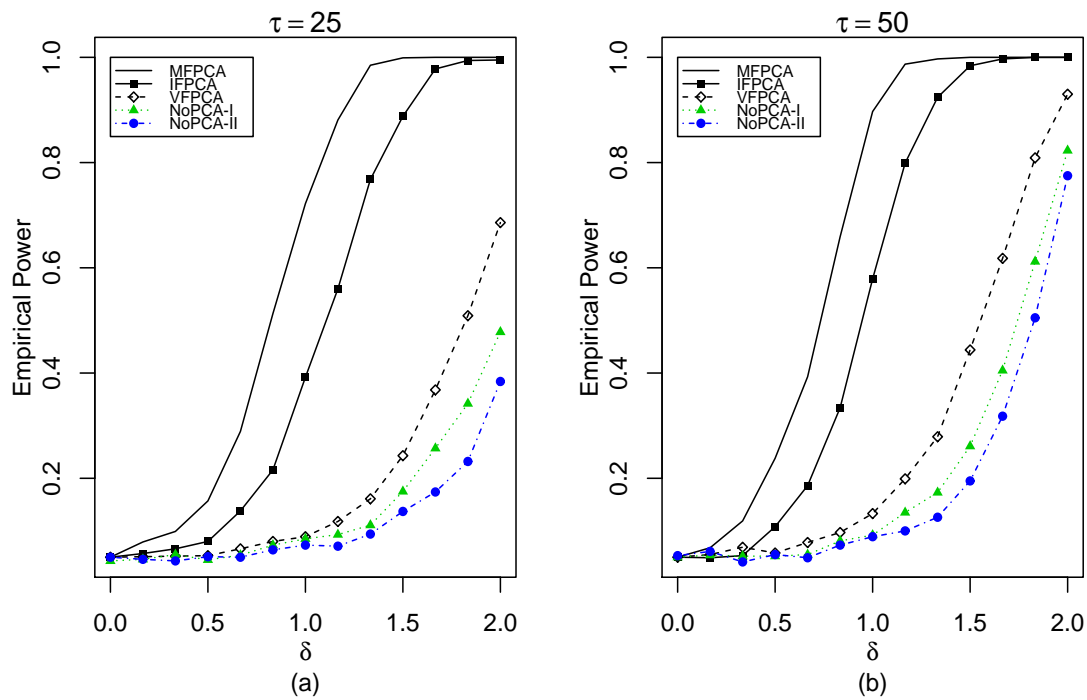 τ = 25
MFPCA
IFPCA
VFPCA
NoPCA-I
NoPCA-II
Empirical Power
1.0
0.8
0.6
0.4
0.2
0.0 0.5 1.0 1.5 2.0
δ
(a)
τ = 50
MFPCA
IFPCA
VFPCA
NoPCA-I
NoPCA-II
Empirical Power
1.0
0.8
0.6
0.4
0.2
0.0 0.5 1.0 1.5 2.0
δ
(b)